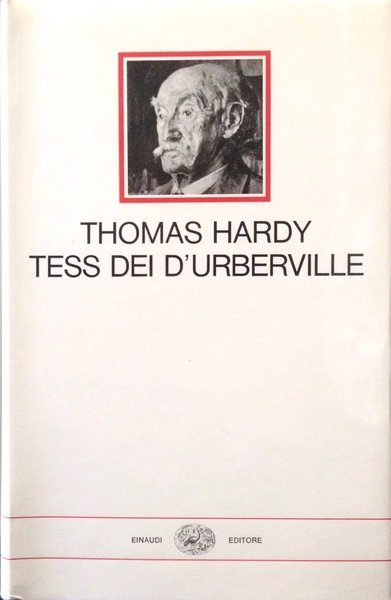 THOMAS HARDY
TESS DEI D'URBERVILLE
EINAUDI EDITORE